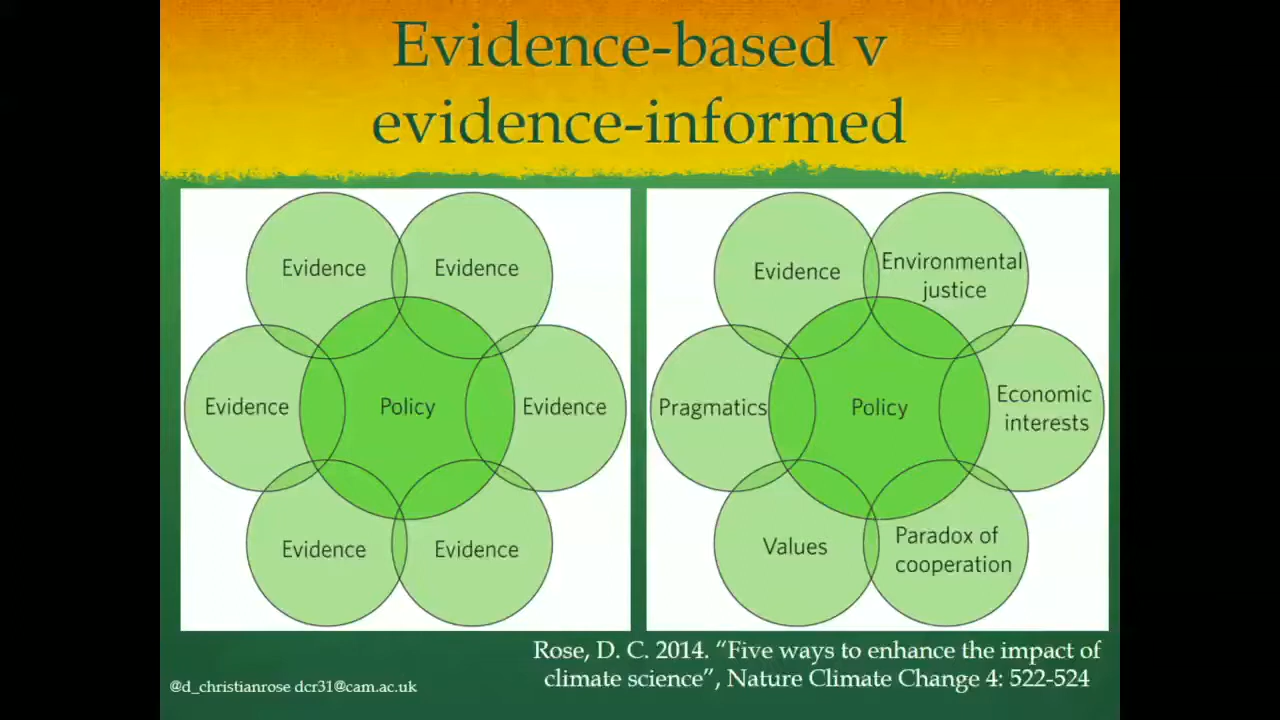 Evidence-based v
evidence-informed
Evidence
Evidence
Evidence
Policy
Evidence
Evidence
Evidence
Evidence
Environmental
justice
Pragmatics
Policy
Economic
interests
Values
Paradox of
cooperation
Rose, D. C. 2014. “Five ways to enhance the impact of
climate science”, Nature Climate Change 4: 522-524
@d_christianrose dcr31@cam.ac.uk